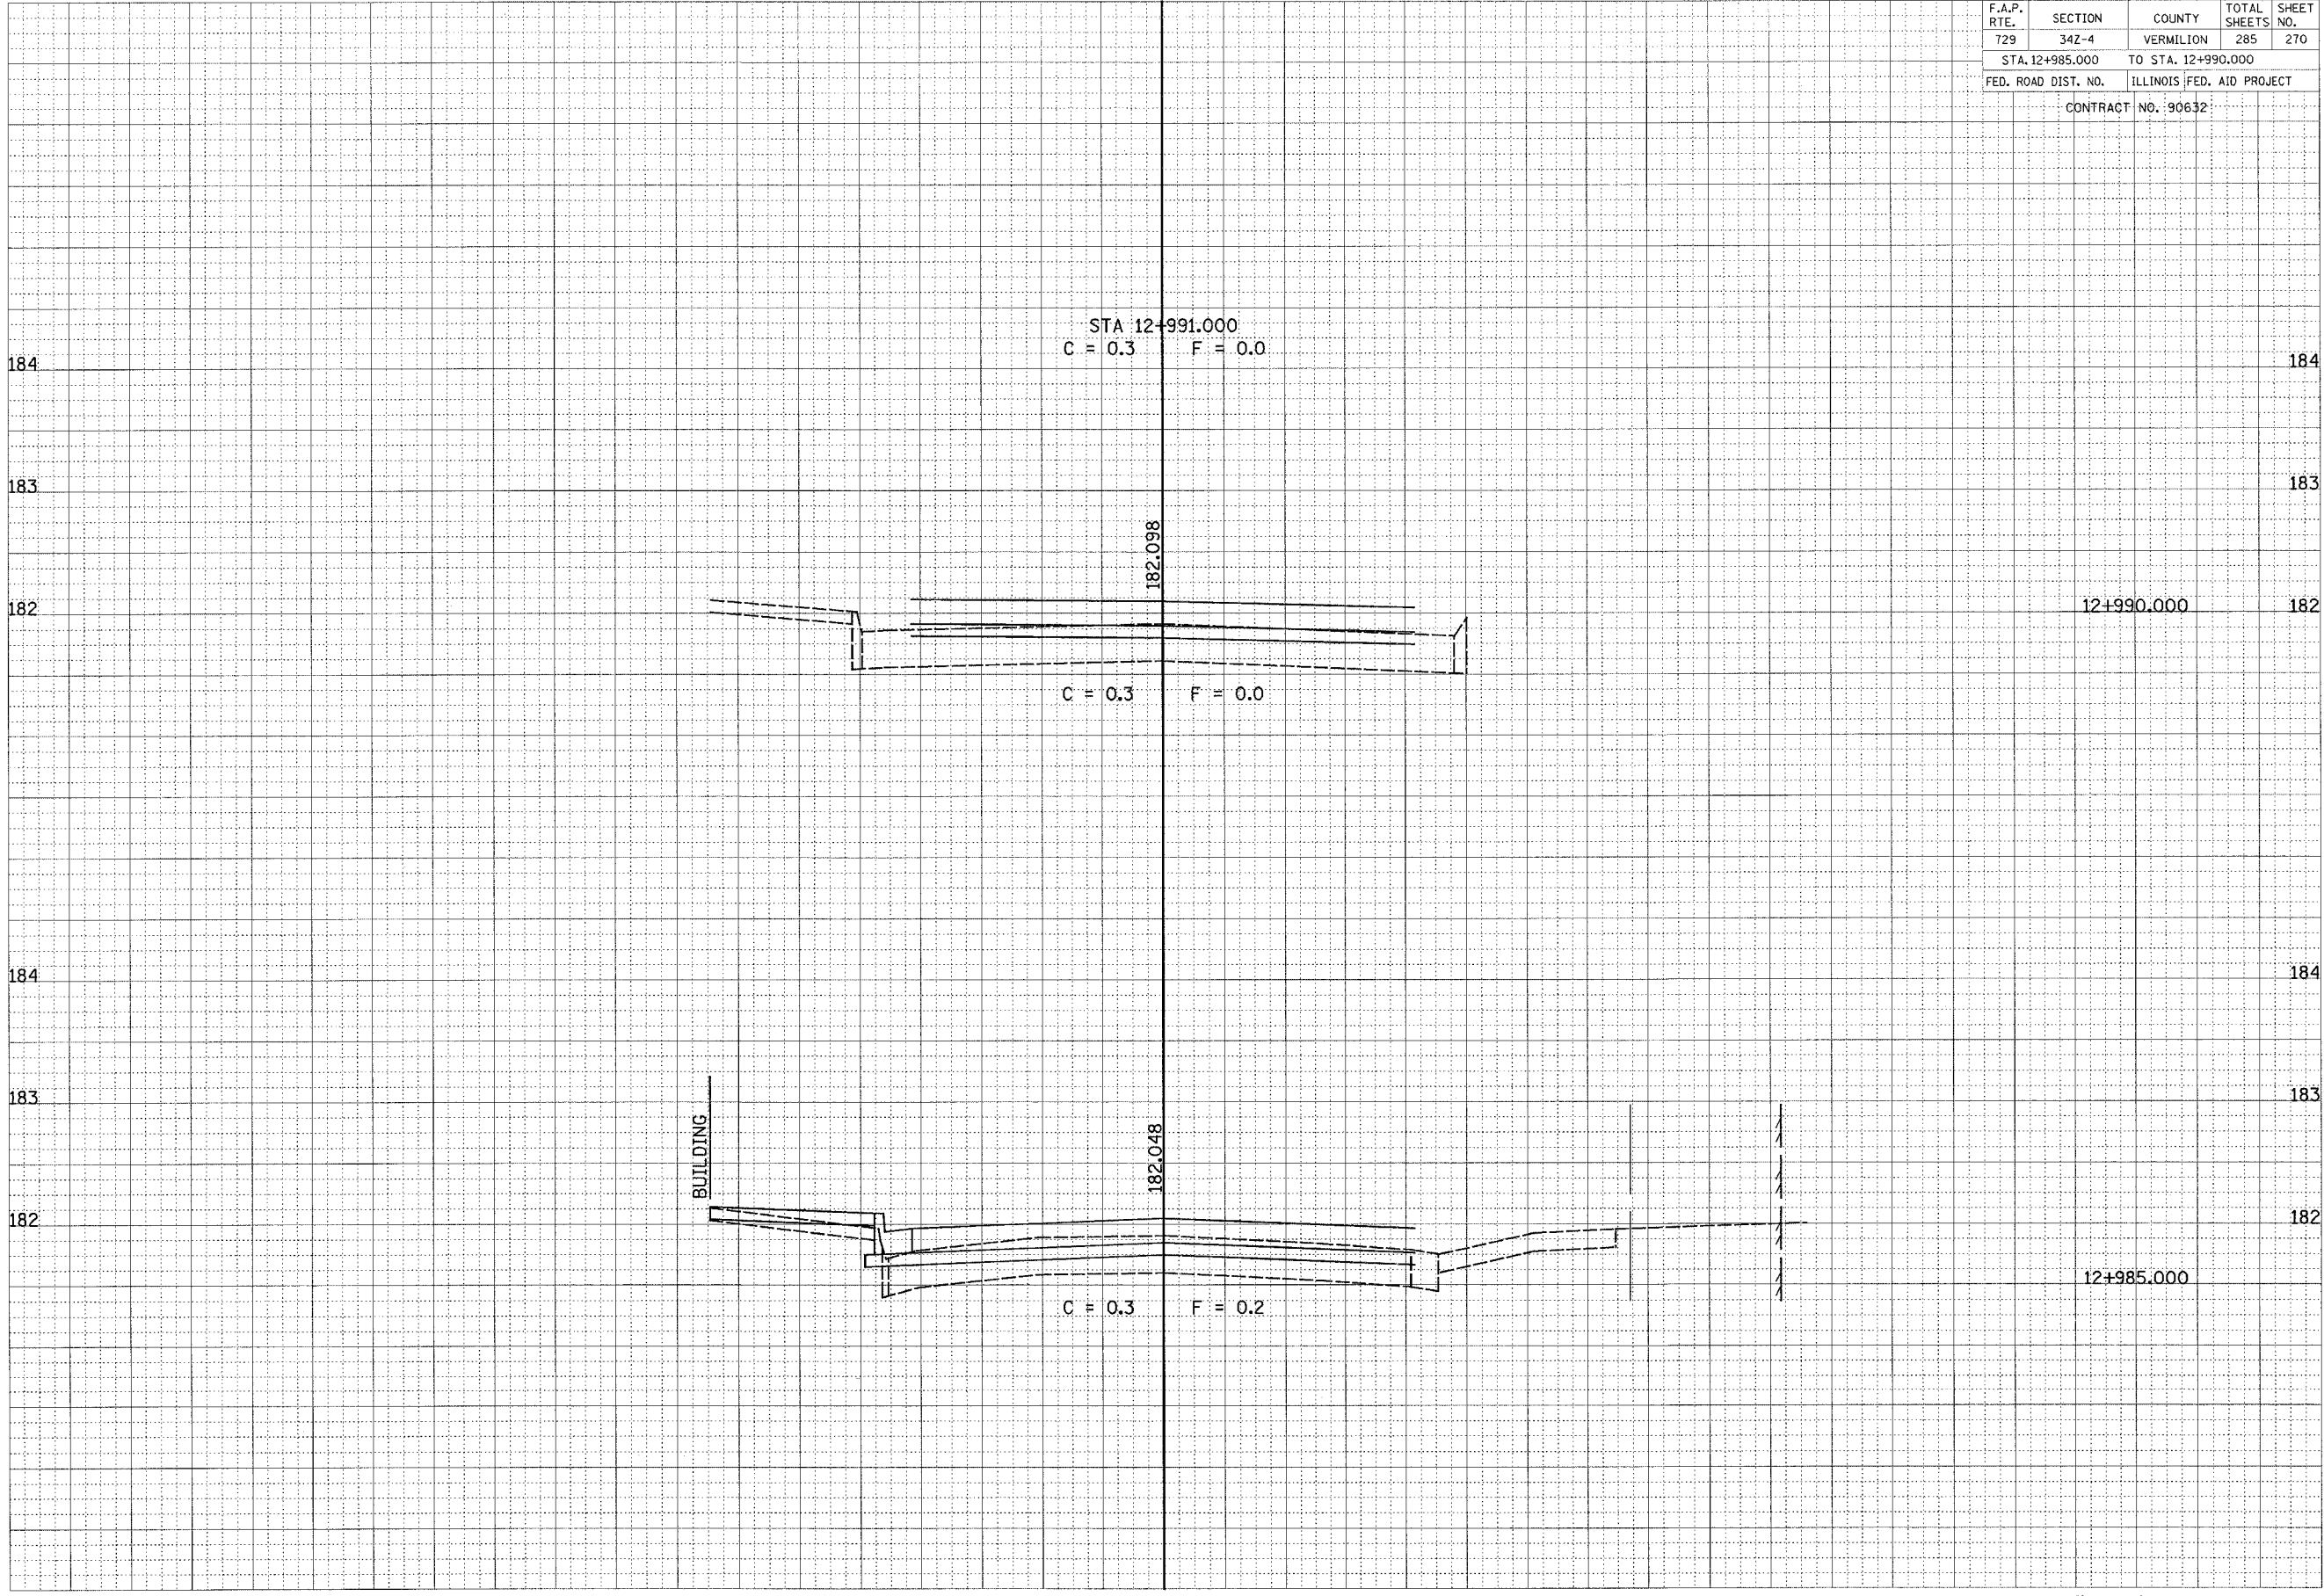 F.A.P. RTE. SECTION COUNTY TOTAL SHEETS SHEET NO.
729 34Z-4 VERMILION 285 270
STA. 12+985.000 TO STA. 12+990.000
FED. ROAD DIST. NO. ILLINOIS FED. AID PROJECT
CONTRACT NO. 90632
STA 12+991.000
C = 0.3 F = 0.0
184 184
183 183
182.098
182 12+990.000 182
C = 0.3 F = 0.0
184 184
183 183
BUILDING
182.048
182 182
12+985.000
C = 0.3 F = 0.2